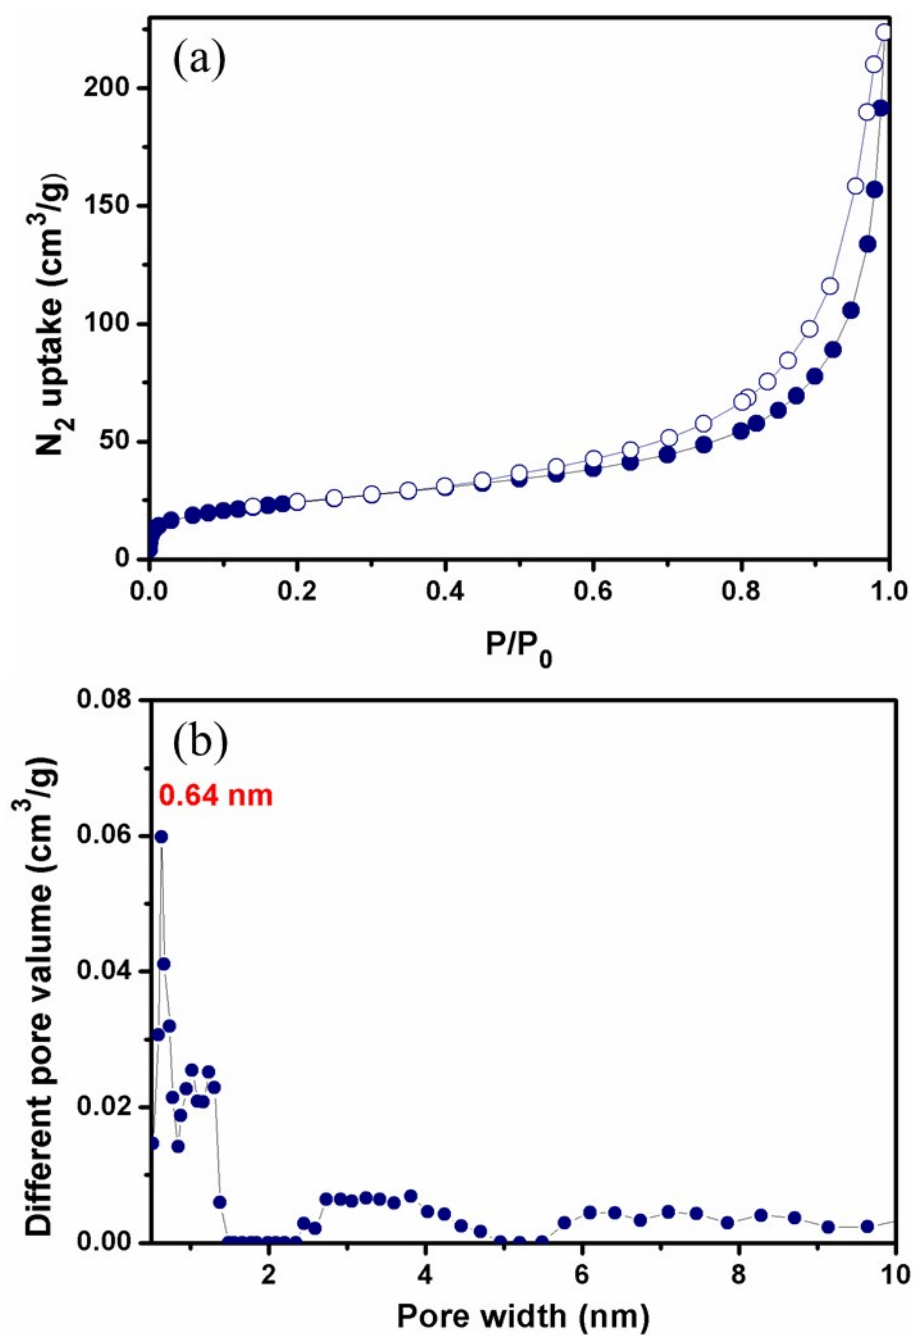 (a)
N₂ uptake (cm³/g)
200
150
100
50
0
0.0 0.2 0.4 0.6 0.8 1.0
P/P₀
(b)
0.64 nm
Different pore valume (cm³/g)
0.08
0.06
0.04
0.02
0.00
2 4 6 8 10
Pore width (nm)